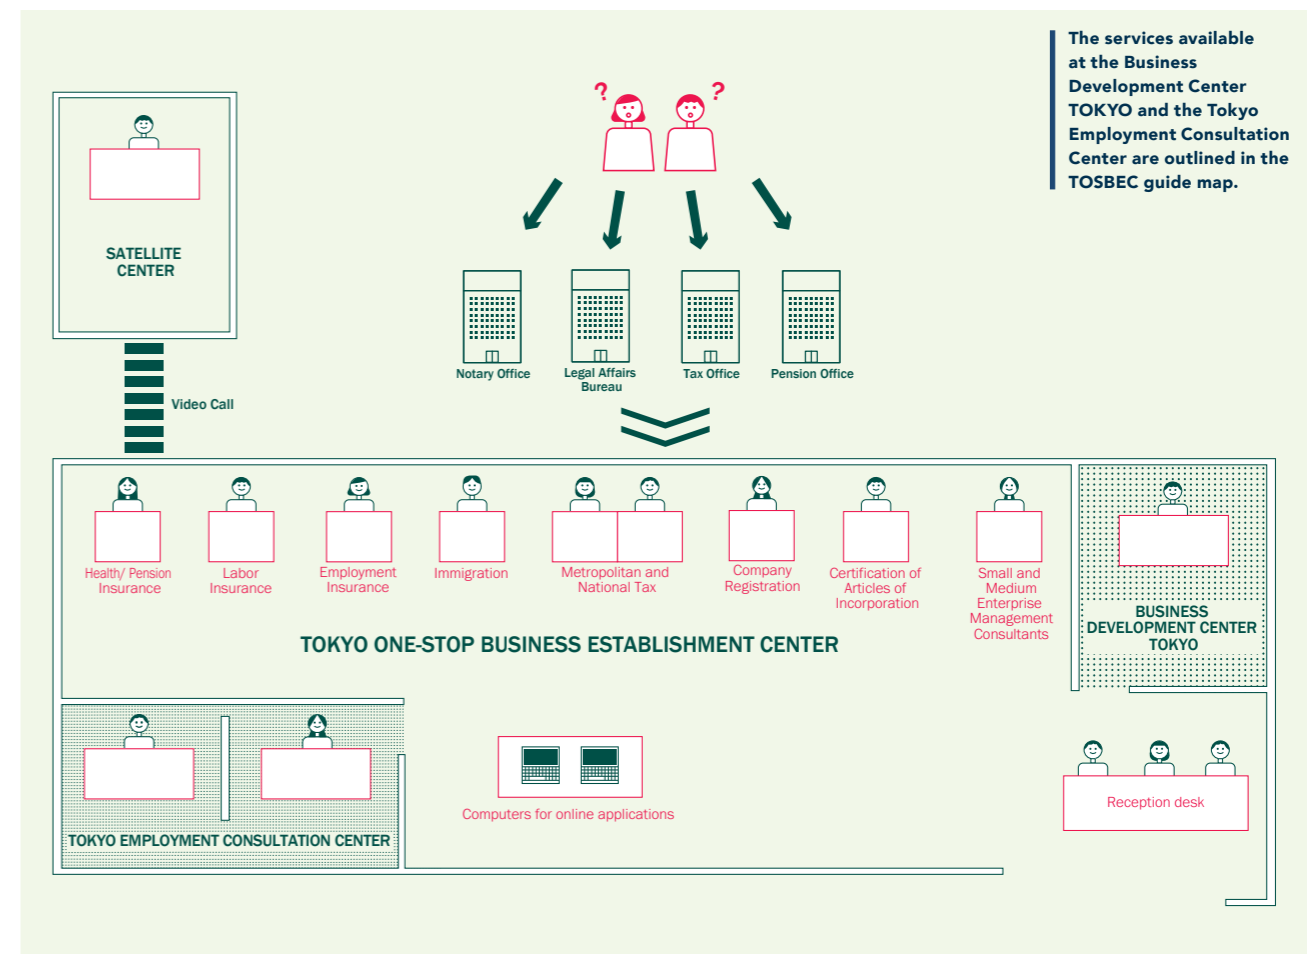 The services available
at the Business
Development Center
TOKYO and the Tokyo
Employment Consultation
Center are outlined in the
TOSBEC guide map.
? ?
SATELLITE
CENTER
Notary Office
Legal Affairs
Bureau
Tax Office
Pension Office
Video Call
Health/ Pension
Insurance
Labor
Insurance
Employment
Insurance
Immigration
Metropolitan and
National Tax
Company
Registration
Certification of
Articles of
Incorporation
Small and
Medium
Enterprise
Management
Consultants
BUSINESS
DEVELOPMENT CENTER
TOKYO
TOKYO ONE-STOP BUSINESS ESTABLISHMENT CENTER
TOKYO EMPLOYMENT CONSULTATION CENTER
Computers for online applications
Reception desk